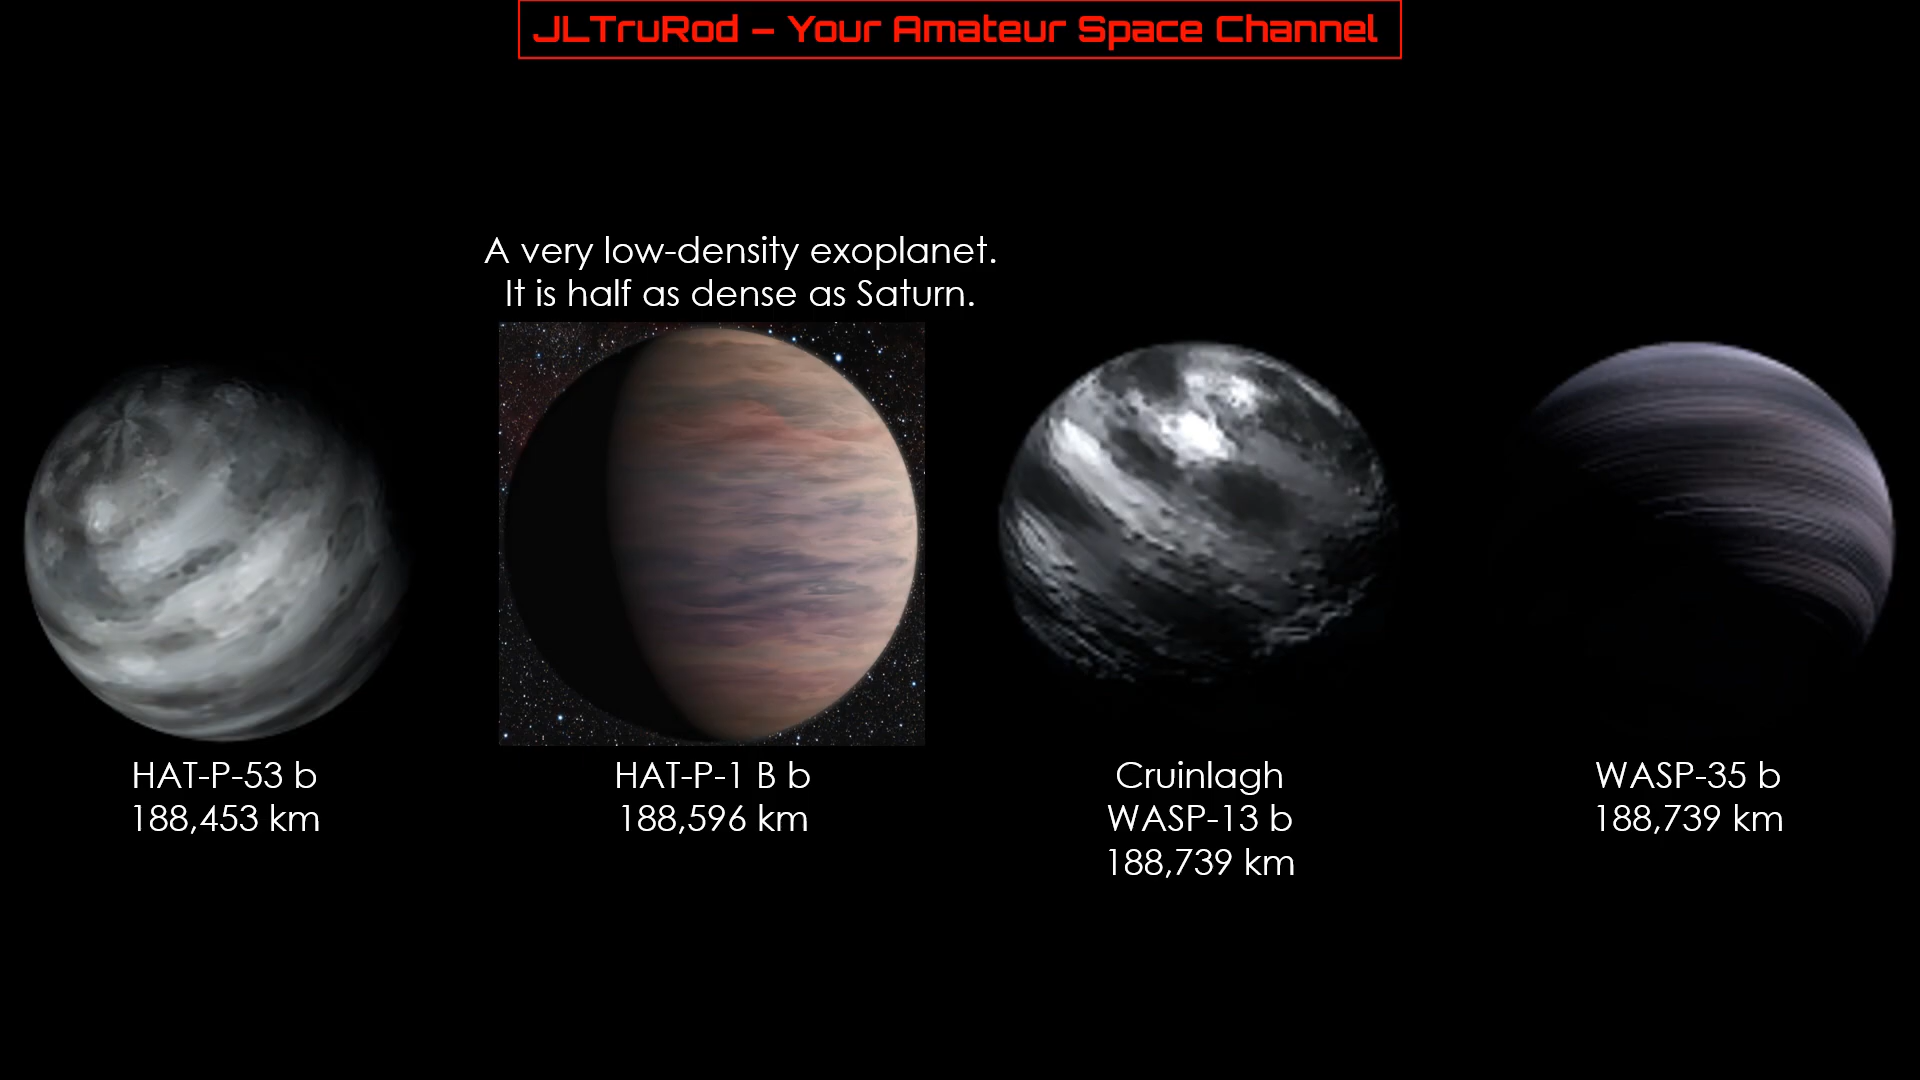 JLTruRod – Your Amateur Space Channel
A very low-density exoplanet.
It is half as dense as Saturn.
HAT-P-53 b
188,453 km
HAT-P-1 B b
188,596 km
Cruinlagh
WASP-13 b
188,739 km
WASP-35 b
188,739 km